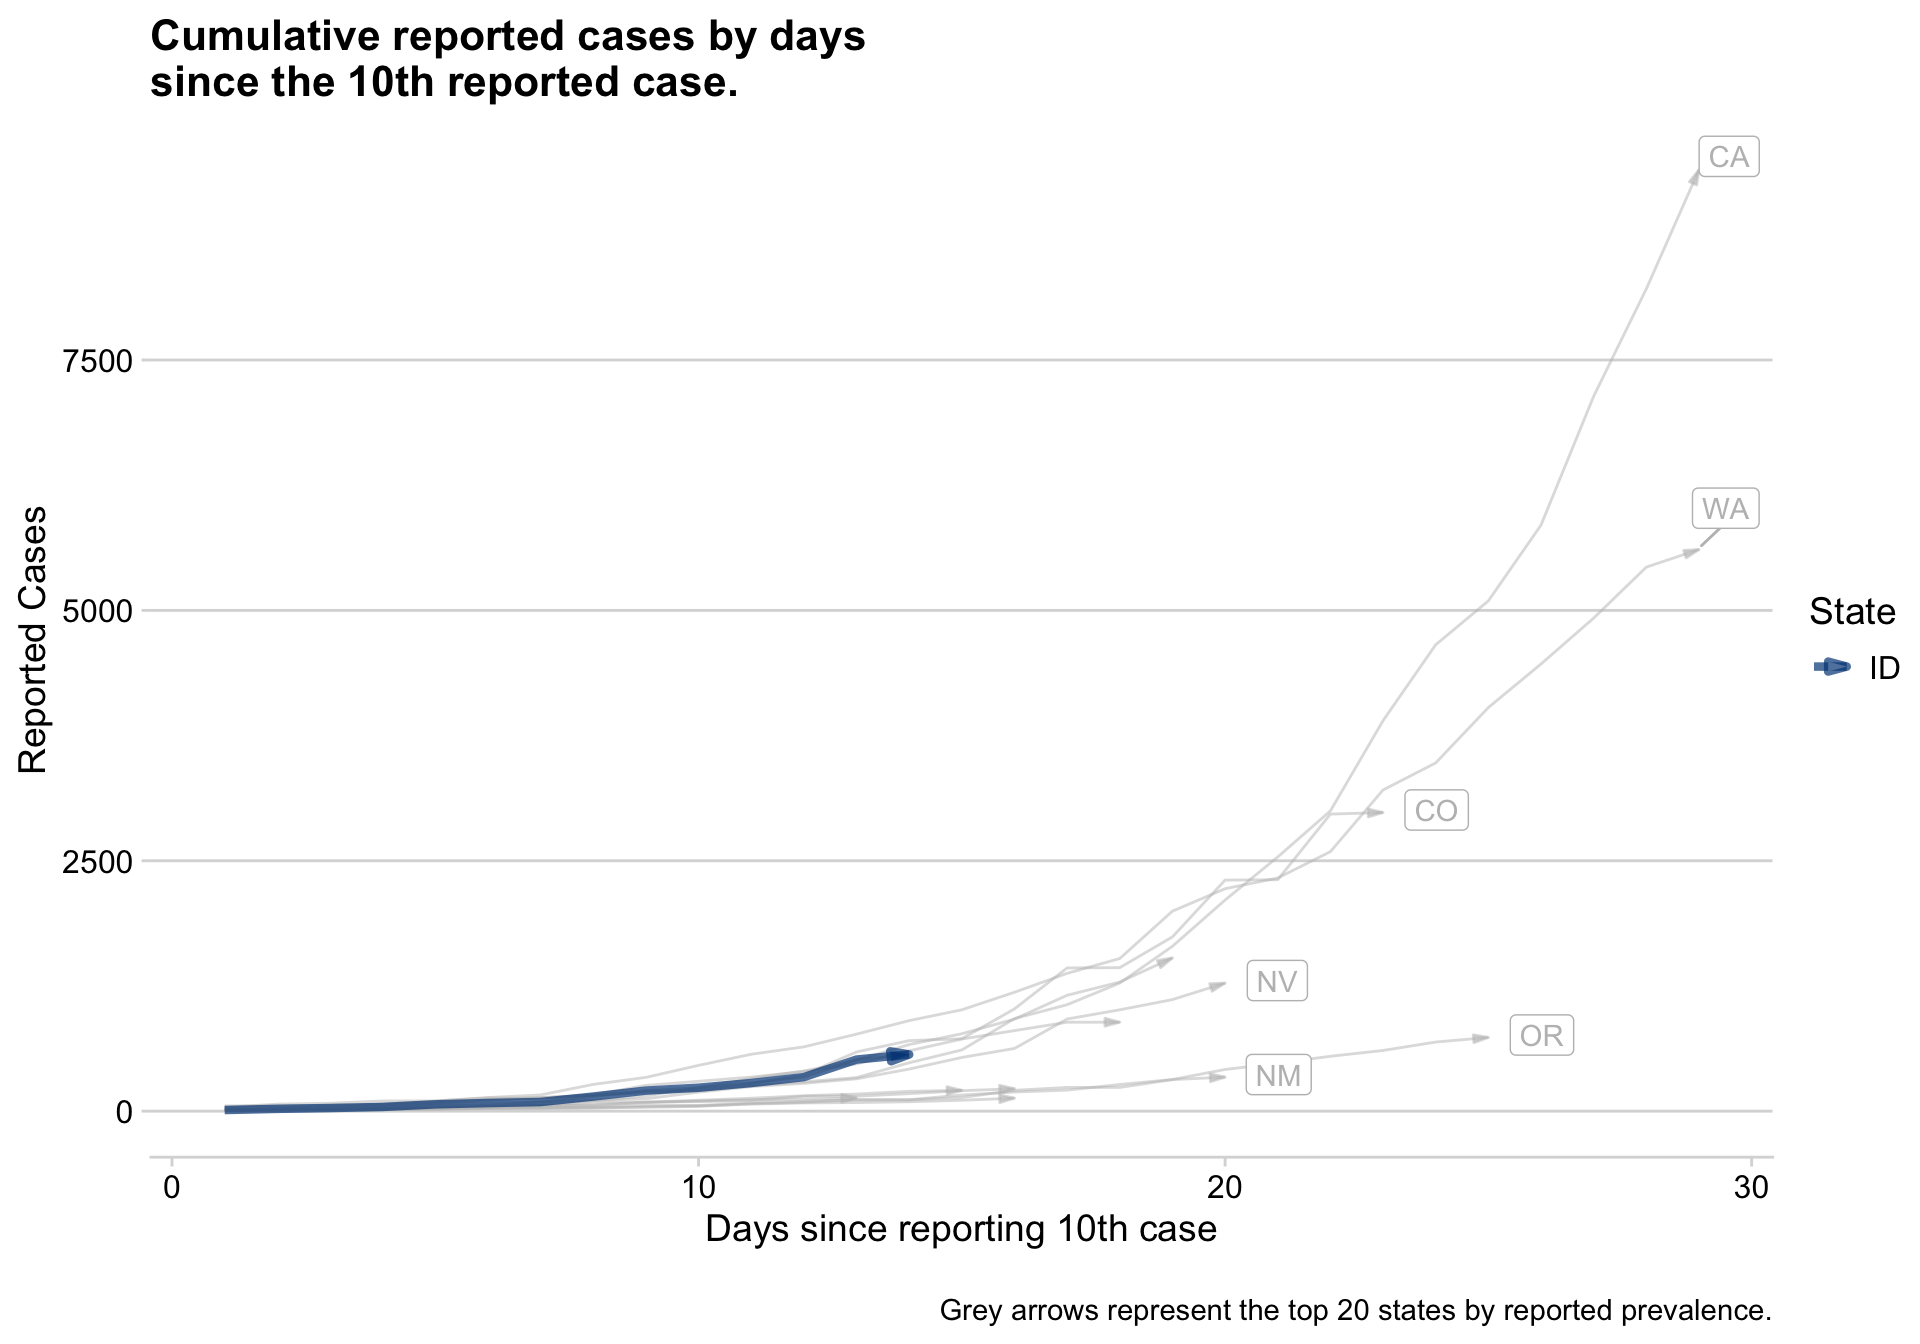 Cumulative reported cases by days
since the 10th reported case.
CA
7500
WA
5000
Reported Cases
State
ID
CO
2500
NV
OR
NM
0
0 10 20 30
Days since reporting 10th case
Grey arrows represent the top 20 states by reported prevalence.